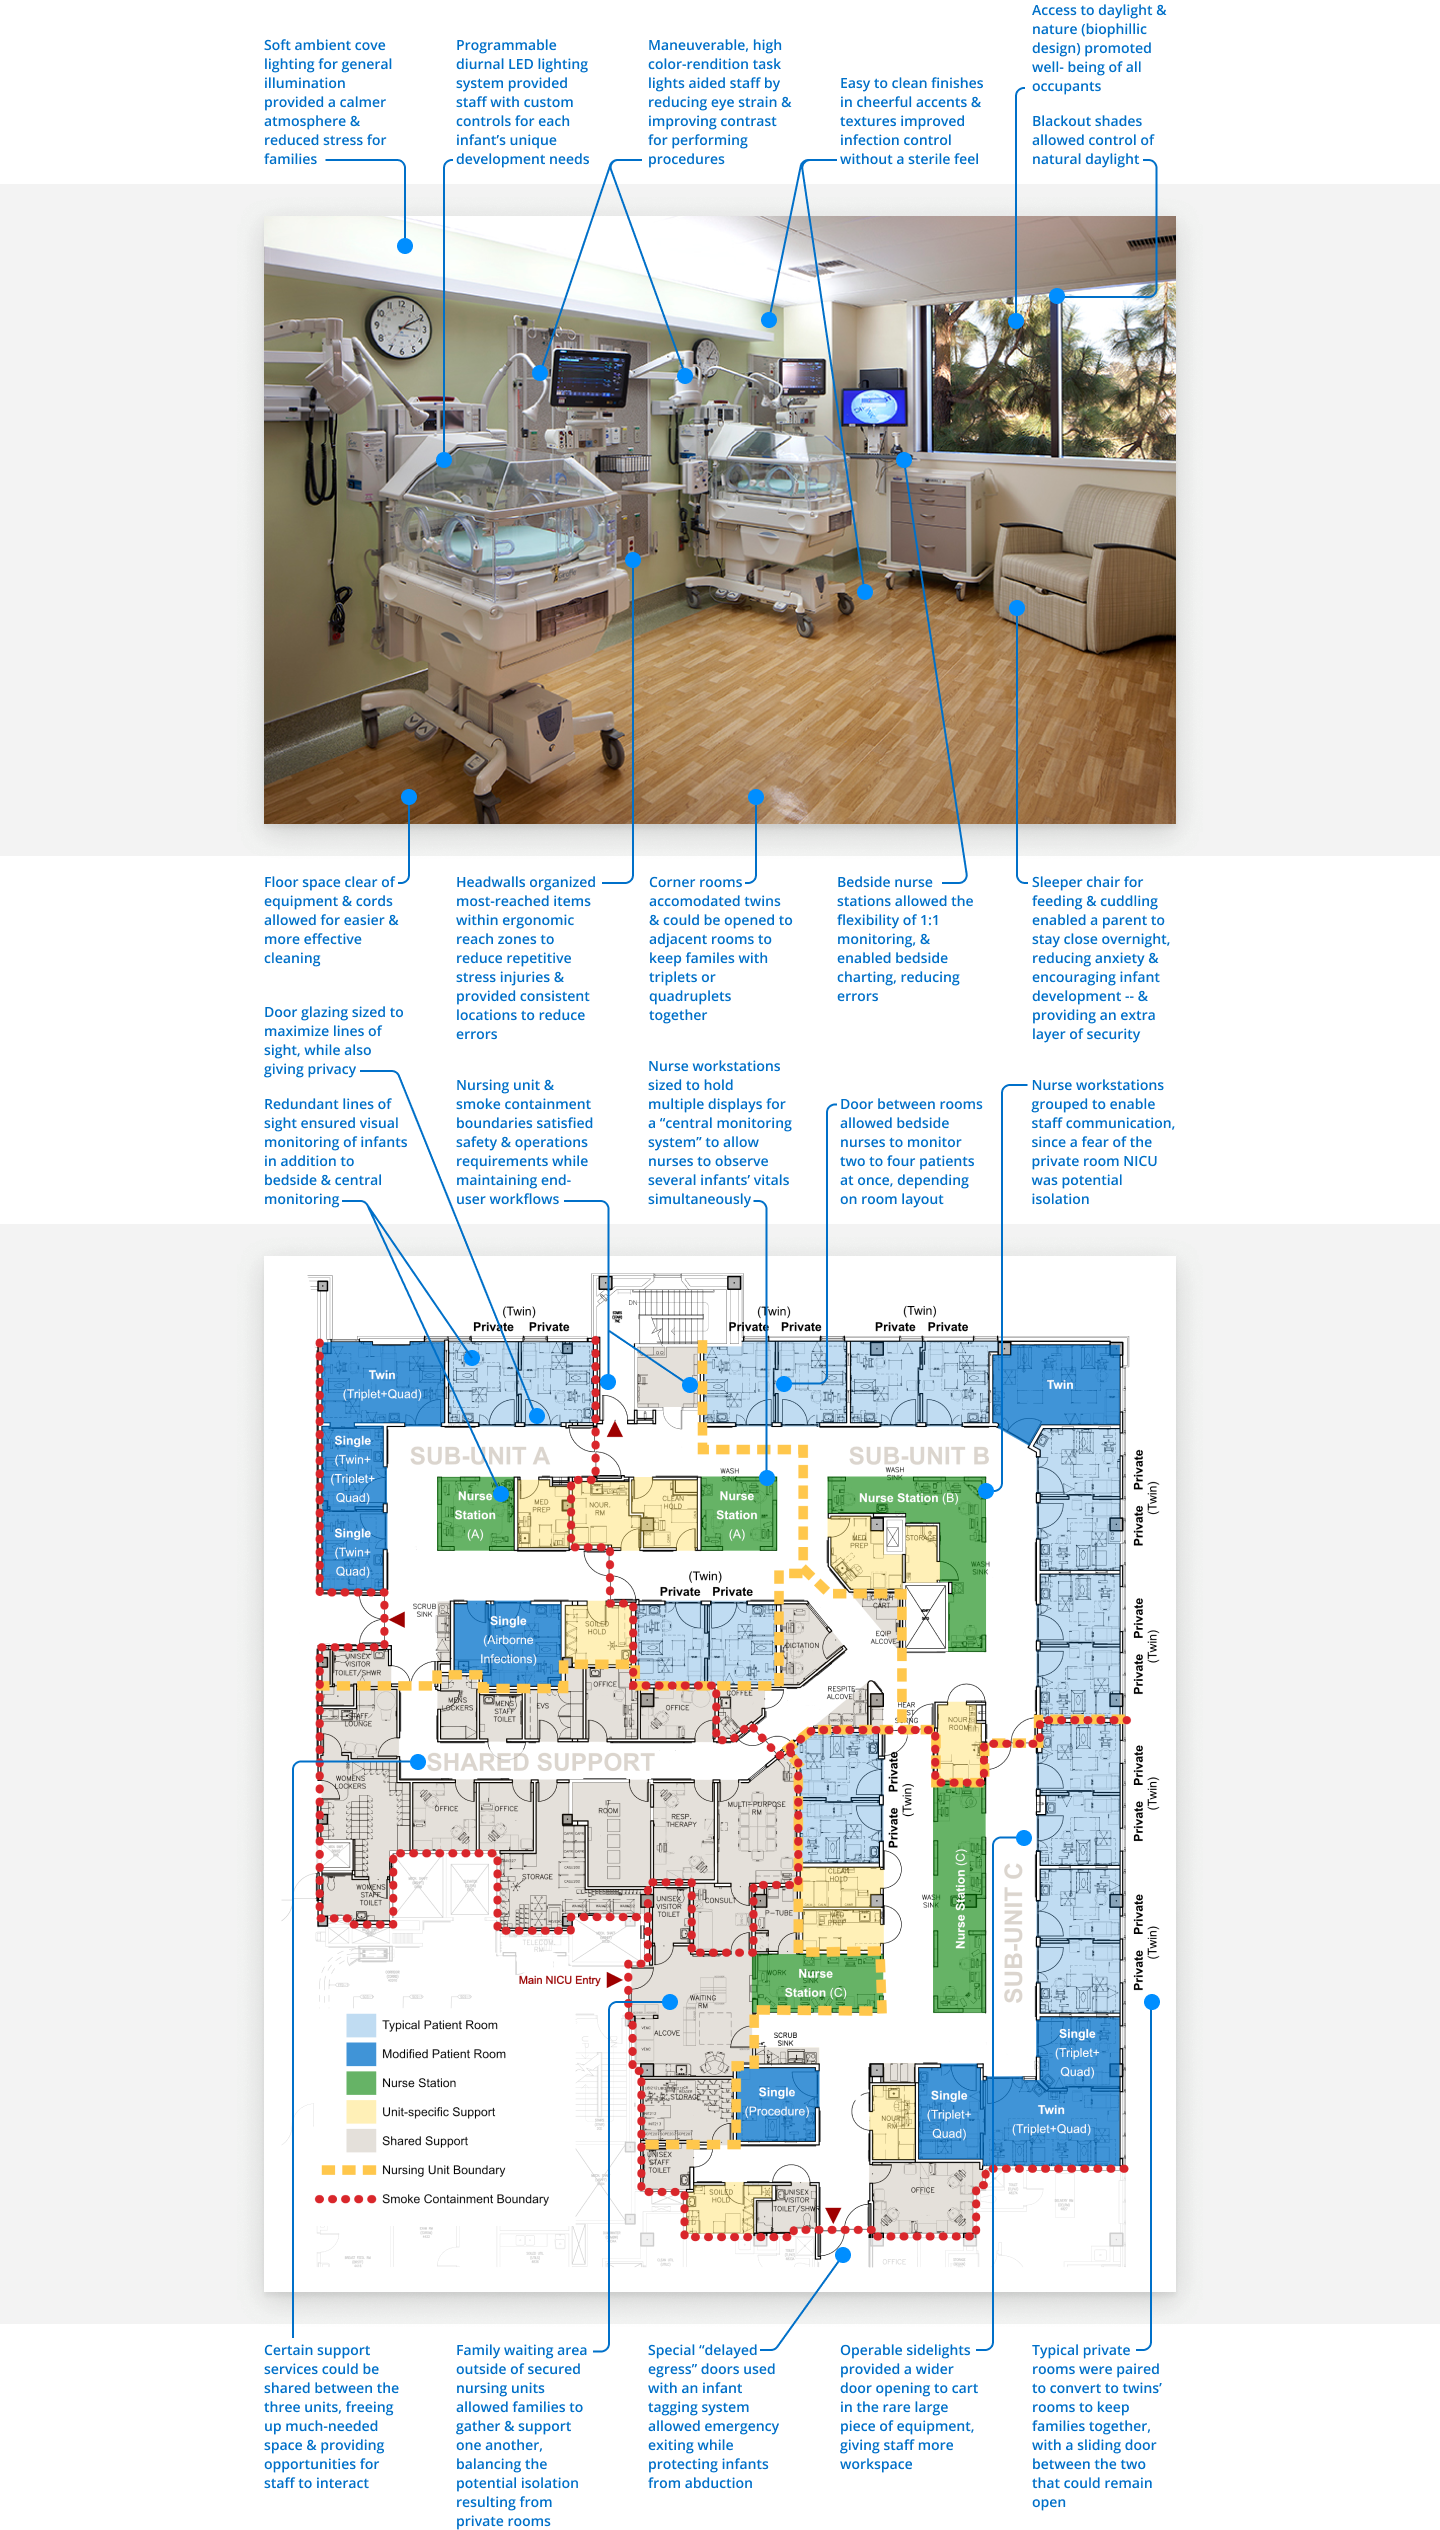 Soft ambient cove
lighting for general
illumination
provided a calmer
atmosphere &
reduced stress for
families
Programmable
diurnal LED lighting
system provided
staff with custom
controls for each
infant's unique
development needs
Maneuverable, high
color-rendition task
lights aided staff by
reducing eye strain &
improving contrast
for performing
procedures
Easy to clean finishes
in cheerful accents &
textures improved
infection control
without a sterile feel
Access to daylight &
nature (biophillic
design) promoted
well- being of all
occupants
Blackout shades
allowed control of
natural daylight
Floor space clear of
equipment & cords
allowed for easier &
more effective
cleaning
Headwalls organized
most-reached items
within ergonomic
reach zones to
reduce repetitive
stress injuries &
provided consistent
locations to reduce
errors
Corner rooms
accomodated twins
& could be opened to
adjacent rooms to
keep familes with
triplets or
quadruplets
together
Bedside nurse
stations allowed the
flexibility of 1:1
monitoring, &
enabled bedside
charting, reducing
errors
Sleeper chair for
feeding & cuddling
enabled a parent to
stay close overnight,
reducing anxiety &
encouraging infant
development -- &
providing an extra
layer of security
Door glazing sized to
maximize lines of
sight, while also
giving privacy
Redundant lines of
sight ensured visual
monitoring of infants
in addition to
bedside & central
monitoring
Nursing unit &
smoke containment
boundaries satisfied
safety & operations
requirements while
maintaining end-
user workflows
Nurse workstations
sized to hold
multiple displays for
a “central monitoring
system” to allow
nurses to observe
several infants’ vitals
simultaneously
Door between rooms
allowed bedside
nurses to monitor
two to four patients
at once, depending
on room layout
Nurse workstations
grouped to enable
staff communication,
since a fear of the
private room NICU
was potential
isolation
(Twin)
Private Private
(Twin)
Private Private
(Twin)
Private Private
DN
Twin
(Triplet+Quad)
Twin
Single
(Twin+
(Triplet+
Quad)
Single
(Twin+
Quad)
SUB-UNIT A
SUB-UNIT B
Nurse
Station
(A)
MED
PREP
NOUR.
RM
CLEAN
HOLD
WASH
SINK
Nurse
Station
(A)
WASH
SINK
Nurse Station (B)
MED
PREP
STORAGE
WASH
SINK
Private Private
(Twin)
(Twin)
Private Private
SCRUB
SINK
Single
(Airborne
Infections)
SOILED
HOLD
DICTATION
EQIP
ALCOVE
Private Private
(Twin)
UNISEX
VISITOR
TOILET/SHWR
STAFF
LOUNGE
MENS
LOCKERS
MENS
STAFF
TOILET
EVS
OFFICE
OFFICE
COFFEE
RESPITE
ALCOVE
NOUR.
ROOM
SHARED SUPPORT
WOMENS
LOCKERS
OFFICE
OFFICE
ROOM
RESP.
THERAPY
MULTI-PURPOSE
RM
Private Private
(Twin)
Private Private
(Twin)
STORAGE
WOMENS
STAFF
TOILET
UNISEX
VISITOR
TOILET
CONSULT
P-TUBE
CLEAN
HOLD
MED
PREP
WASH
SINK
Nurse Station (C)
SUB-UNIT C
Private Private
(Twin)
TELECOM
RM
Main NICU Entry
WORK
Nurse
Station (C)
WAITING
RM
ALCOVE
SCRUB
SINK
Single
(Triplet+
Quad)
STORAGE
Single
(Procedure)
NOUR.
RM
Single
(Triplet+
Quad)
Twin
(Triplet+Quad)
UNISEX
STAFF
TOILET
SOILED
HOLD
UNISEX
VISITOR
TOILET/SHWR
OFFICE
OFFICE
Typical Patient Room
Modified Patient Room
Nurse Station
Unit-specific Support
Shared Support
Nursing Unit Boundary
Smoke Containment Boundary
Certain support
services could be
shared between the
three units, freeing
up much-needed
space & providing
opportunities for
staff to interact
Family waiting area
outside of secured
nursing units
allowed families to
gather & support
one another,
balancing the
potential isolation
resulting from
private rooms
Special “delayed
egress” doors used
with an infant
tagging system
allowed emergency
exiting while
protecting infants
from abduction
Operable sidelights
provided a wider
door opening to cart
in the rare large
piece of equipment,
giving staff more
workspace
Typical private
rooms were paired
to convert to twins’
rooms to keep
families together,
with a sliding door
between the two
that could remain
open